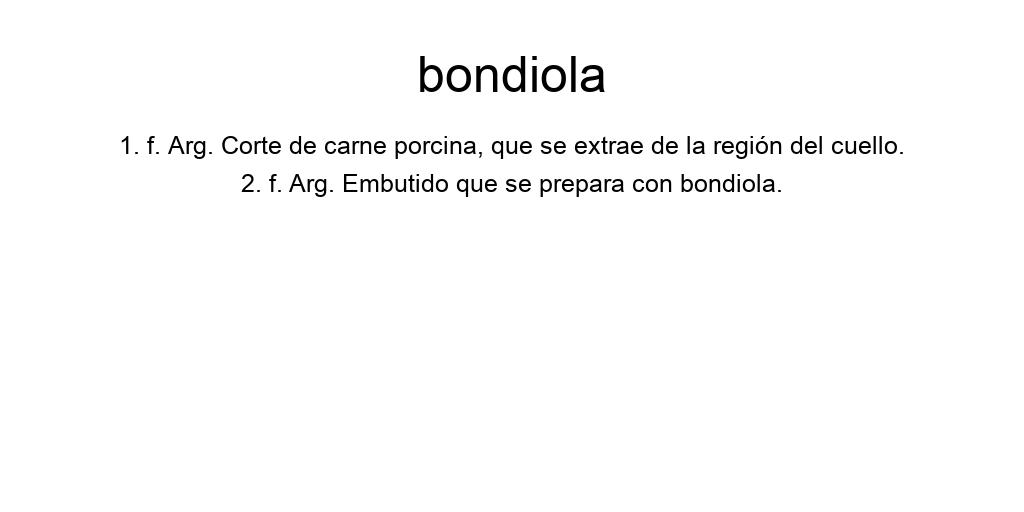 bondiola
1. f. Arg. Corte de carne porcina, que se extrae de la región del cuello.
2. f. Arg. Embutido que se prepara con bondiola.